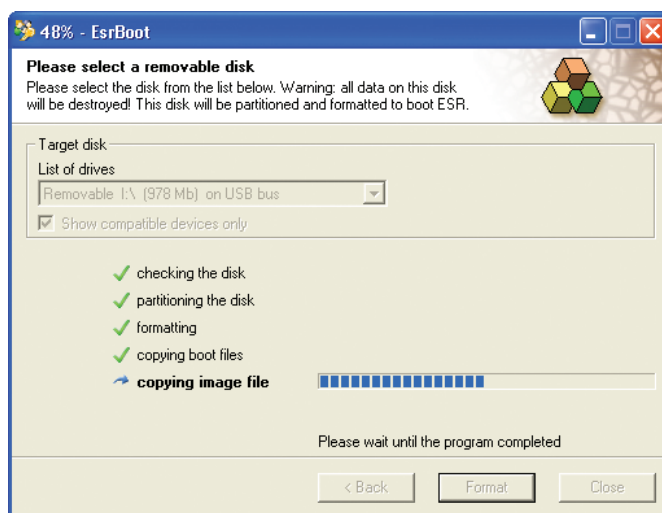 48% - EsrBoot
Please select a removable disk
Please select the disk from the list below. Warning: all data on this disk
will be destroyed! This disk will be partitioned and formatted to boot ESR.
Target disk
List of drives
Removable I:\ (978 Mb) on USB bus
Show compatible devices only
checking the disk
partitioning the disk
formatting
copying boot files
copying image file
Please wait until the program completed
< Back Format Close